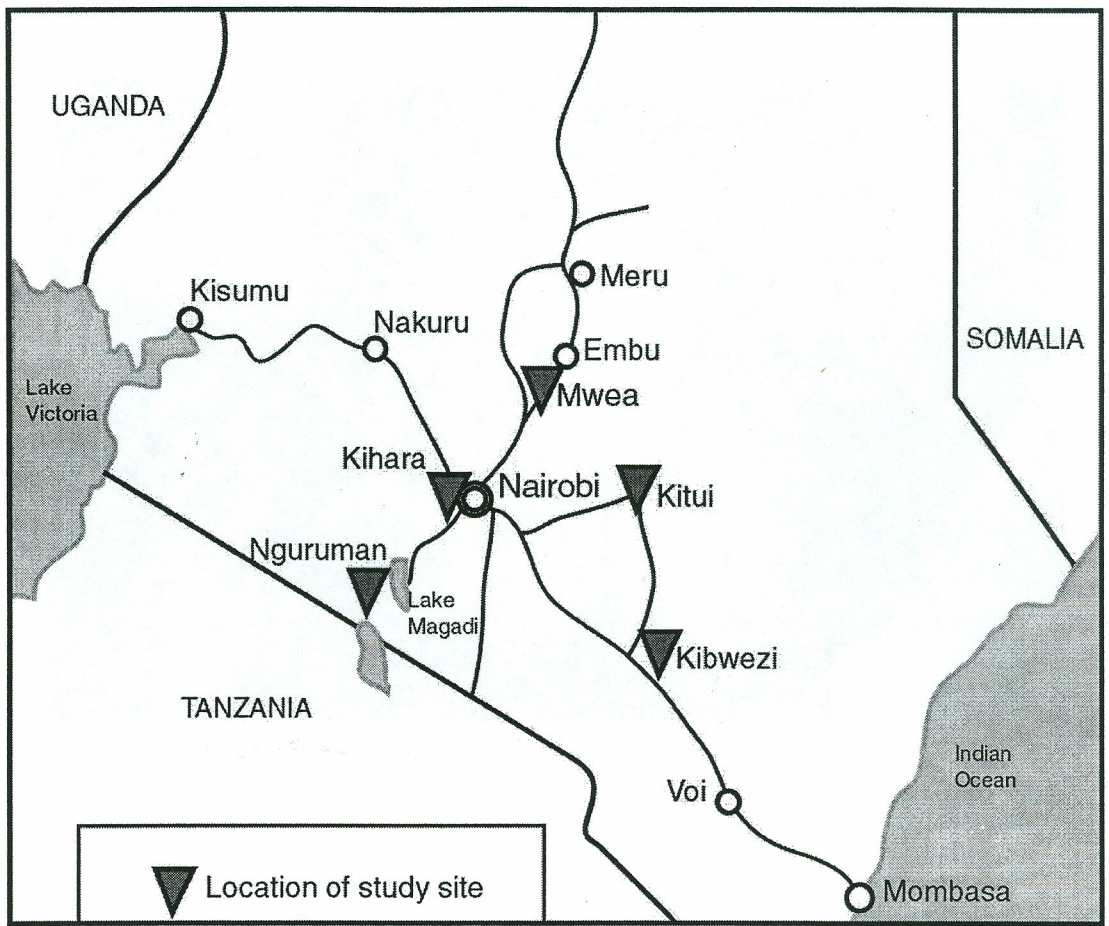 UGANDA
Meru
Kisumu
Nakuru
SOMALIA
Embu
Lake
Victoria
Mwea
Kihara
Nairobi
Kitui
Nguruman
Lake
Magadi
Kibwezi
TANZANIA
Indian
Ocean
Voi
Location of study site
Mombasa